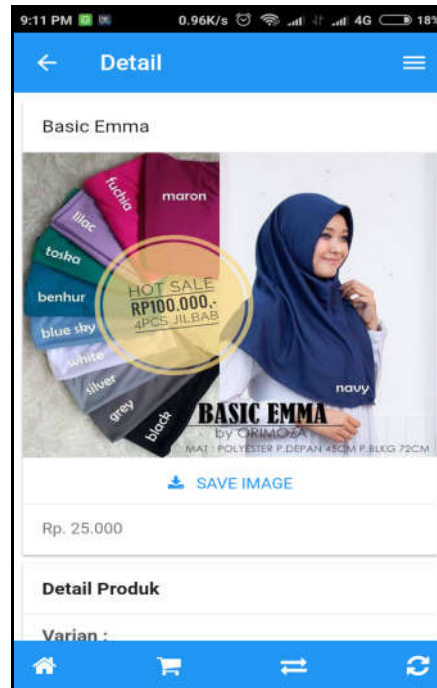 9:11 PM 0.96K/s 4G 18%
Detail
Basic Emma
fuchia
maron
lilac
toska
benhur
blue sky
white
silver
grey
black
HOT SALE
RP100.000,-
4PCS JILBAB
navy
BASIC EMMA
by ORIMOZA
MAT : POLYESTER P.DEPAN 45CM P.BLKG 72CM
SAVE IMAGE
Rp. 25.000
Detail Produk
Varian :